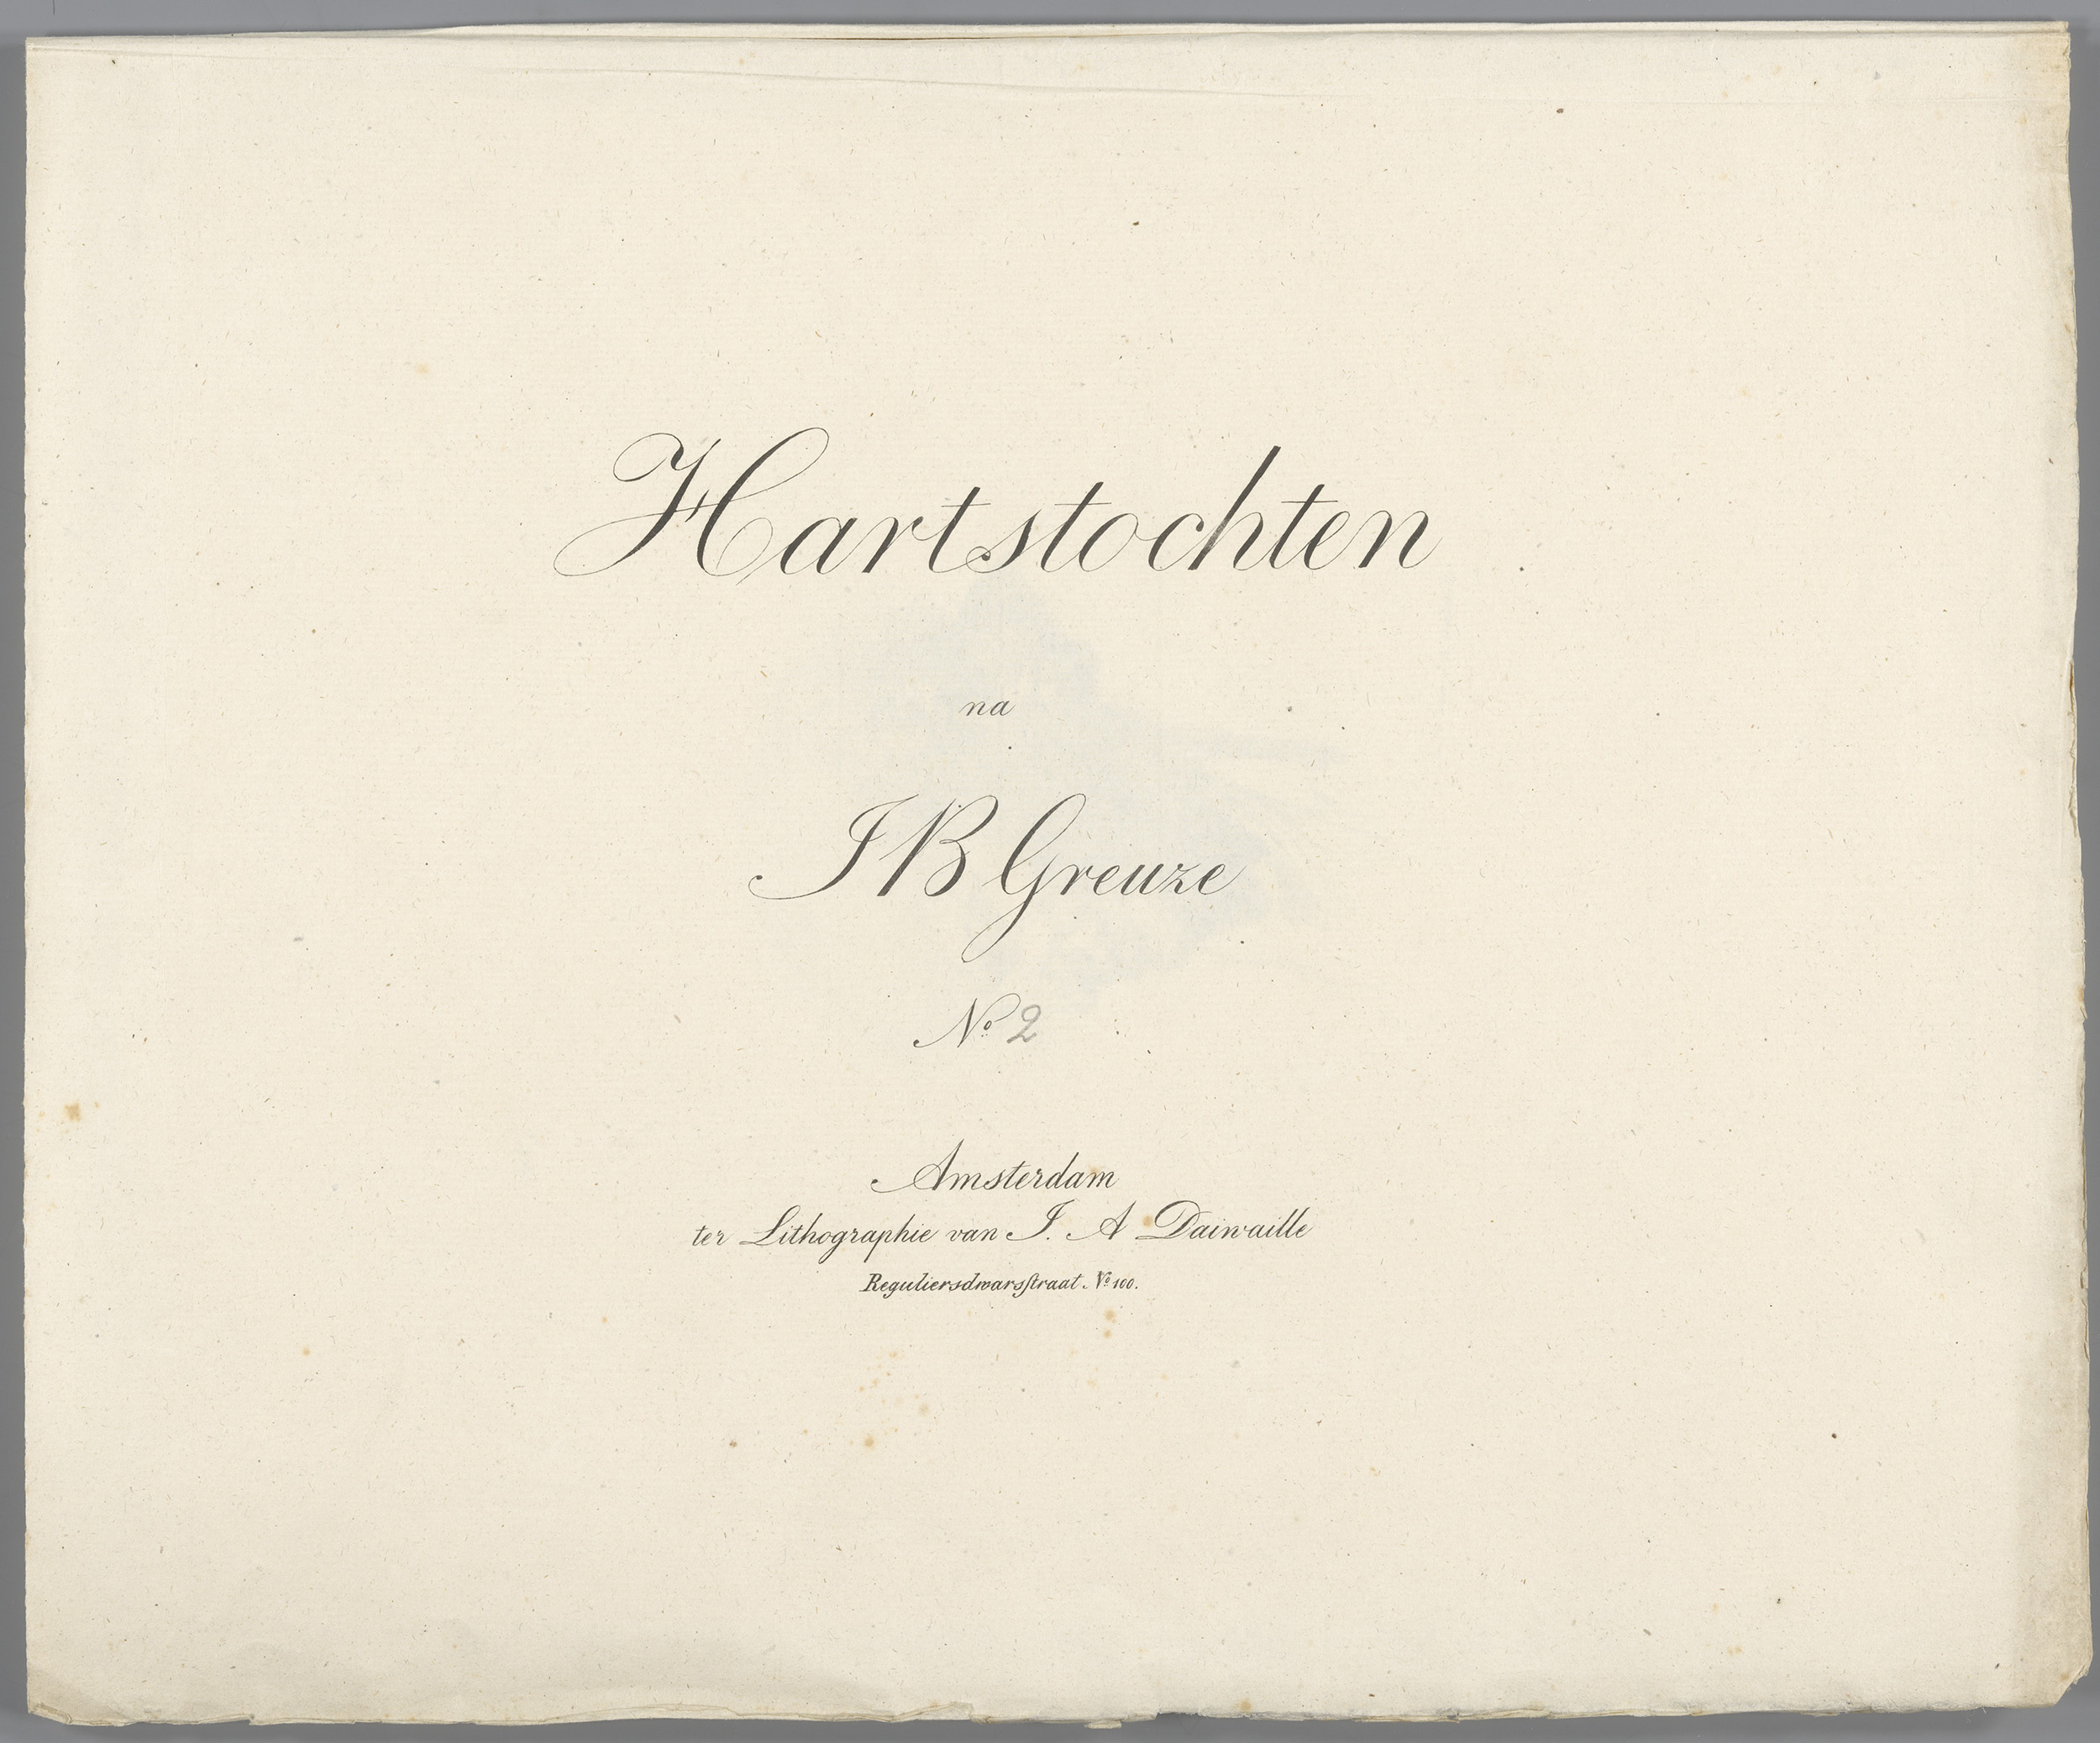 Hartstochten
na
J B Greuze
No 2
Amsterdam
ter Lithographie van J. A Daiwaille
Reguliersdwarsstraat No 100.